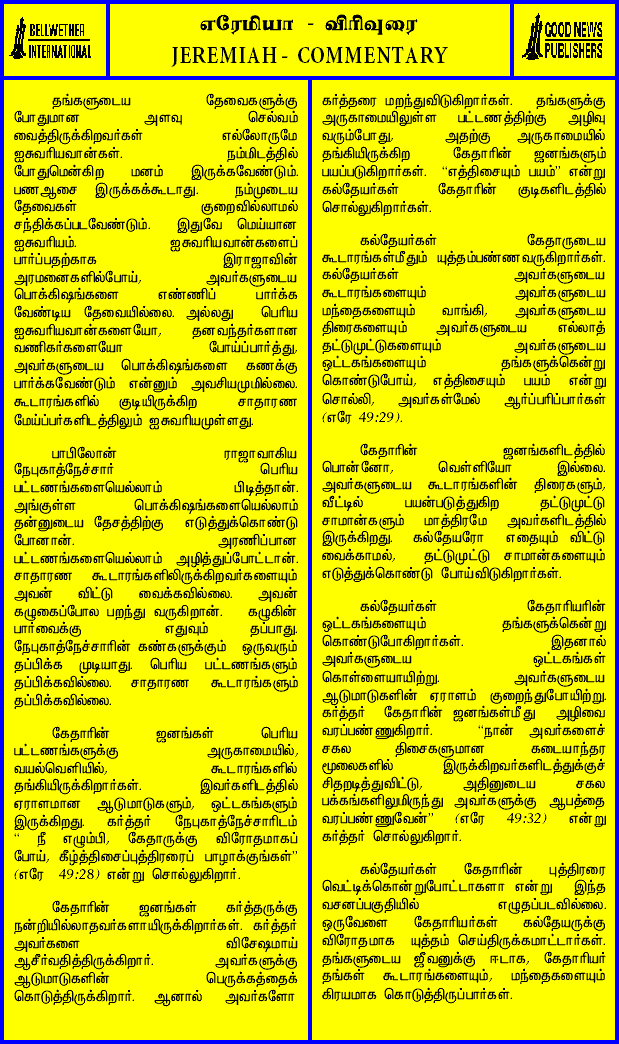 BELLWETHER
INTERNATIONAL
எரேமியா - விரிவுரை
JEREMIAH - COMMENTARY
GOOD NEWS
PUBLISHERS
தங்களுடைய தேவைகளுக்கு
போதுமான அளவு செல்வம்
வைத்திருக்கிறவர்கள் எல்லோருமே
ஐசுவரியவான்கள். நம்மிடத்தில்
போதுமென்கிற மனம் இருக்கவேண்டும்.
பணஆசை இருக்கக்கூடாது. நம்முடைய
தேவைகள் குறைவில்லாமல்
சந்திக்கப்படவேண்டும். இதுவே மெய்யான
ஐசுவரியம். ஐசுவரியவான்களைப்
பார்ப்பதற்காக இராஜாவின்
அரமனைகளில்போய், அவர்களுடைய
பொக்கிஷங்களை எண்ணிப் பார்க்க
வேண்டிய தேவையில்லை. அல்லது பெரிய
ஐசுவரியவான்களையோ, தனவந்தர்களான
வணிகர்களையோ போய்ப்பார்த்து,
அவர்களுடைய பொக்கிஷங்களை கணக்கு
பார்க்கவேண்டும் என்னும் அவசியமுமில்லை.
கூடாரங்களில் குடியிருக்கிற சாதாரண
மேய்ப்பர்களிடத்திலும் ஐசுவரியமுள்ளது.
பாபிலோன் ராஜாவாகிய
நேபுகாத்நேச்சார் பெரிய
பட்டணங்களையெல்லாம் பிடித்தான்.
அங்குள்ள பொக்கிஷங்களையெல்லாம்
தன்னுடைய தேசத்திற்கு எடுத்துக்கொண்டு
போனான். அரணிப்பான
பட்டணங்களையெல்லாம் அழித்துப்போட்டான்.
சாதாரண கூடாரங்களிலிருக்கிறவர்களையும்
அவன் விட்டு வைக்கவில்லை. அவன்
கழுகைப்போல பறந்து வருகிறான். கழுகின்
பார்வைக்கு எதுவும் தப்பாது.
நேபுகாத்நேச்சாரின் கண்களுக்கும் ஒருவரும்
தப்பிக்க முடியாது. பெரிய பட்டணங்களும்
தப்பிக்கவில்லை. சாதாரண கூடாரங்களும்
தப்பிக்கவில்லை.
கேதாரின் ஜனங்கள் பெரிய
பட்டணங்களுக்கு அருகாமையில்,
வயல்வெளியில், கூடாரங்களில்
தங்கியிருக்கிறார்கள். இவர்களிடத்தில்
ஏராளமான ஆடுமாடுகளும், ஒட்டகங்களும்
இருக்கிறது. கர்த்தர் நேபுகாத்நேச்சாரிடம்
“ நீ எழும்பி, கேதாருக்கு விரோதமாகப்
போய், கீழ்த்திசைப்புத்திரரைப் பாழாக்குங்கள்”
(எரே 49:28) என்று சொல்லுகிறார்.
கேதாரின் ஜனங்கள் கர்த்தருக்கு
நன்றியில்லாதவர்களாயிருக்கிறார்கள். கர்த்தர்
அவர்களை விசேஷமாய்
ஆசீர்வதித்திருக்கிறார். அவர்களுக்கு
ஆடுமாடுகளின் பெருக்கத்தைக்
கொடுத்திருக்கிறார். ஆனால் அவர்களோ
கர்த்தரை மறந்துவிடுகிறார்கள். தங்களுக்கு
அருகாமையிலுள்ள பட்டணத்திற்கு அழிவு
வரும்போது, அதற்கு அருகாமையில்
தங்கியிருக்கிற கேதாரின் ஜனங்களும்
பயப்படுகிறார்கள். “எத்திசையும் பயம்” என்று
கல்தேயர்கள் கேதாரின் குடிகளிடத்தில்
சொல்லுகிறார்கள்.
கல்தேயர்கள் கேதாருடைய
கூடாரங்கள்மீதும் யுத்தம்பண்ணவருகிறார்கள்.
கல்தேயர்கள் அவர்களுடைய
கூடாரங்களையும் அவர்களுடைய
மந்தைகளையும் வாங்கி, அவர்களுடைய
திரைகளையும் அவர்களுடைய எல்லாத்
தட்டுமுட்டுகளையும் அவர்களுடைய
ஒட்டகங்களையும் தங்களுக்கென்று
கொண்டுபோய், எத்திசையும் பயம் என்று
சொல்லி, அவர்கள்மேல் ஆர்ப்பரிப்பார்கள்
(எரே 49:29).
கேதாரின் ஜனங்களிடத்தில்
பொன்னோ, வெள்ளியோ இல்லை.
அவர்களுடைய கூடாரங்களின் திரைகளும்,
வீட்டில் பயன்படுத்துகிற தட்டுமுட்டு
சாமான்களும் மாத்திரமே அவர்களிடத்தில்
இருக்கிறது. கல்தேயரோ எதையும் விட்டு
வைக்காமல், தட்டுமுட்டு சாமான்களையும்
எடுத்துக்கொண்டு போய்விடுகிறார்கள்.
கல்தேயர்கள் கேதாரியரின்
ஒட்டகங்களையும் தங்களுக்கென்று
கொண்டுபோகிறார்கள். இதனால்
அவர்களுடைய ஒட்டகங்கள்
கொள்ளையாயிற்று. அவர்களுடைய
ஆடுமாடுகளின் ஏராளம் குறைந்துபோயிற்று.
கர்த்தர் கேதாரின் ஜனங்கள்மீது அழிவை
வரப்பண்ணுகிறார். “நான் அவர்களைச்
சகல திசைகளுமான கடையாந்தர
மூலைகளில் இருக்கிறவர்களிடத்துக்குச்
சிதறடித்துவிட்டு, அதினுடைய சகல
பக்கங்களிலுமிருந்து அவர்களுக்கு ஆபத்தை
வரப்பண்ணுவேன்” (எரே 49:32) என்று
கர்த்தர் சொல்லுகிறார்.
கல்தேயர்கள் கேதாரின் புத்திரரை
வெட்டிக்கொன்றுபோட்டாகளா என்று இந்த
வசனப்பகுதியில் எழுதப்படவில்லை.
ஒருவேளை கேதாரியர்கள் கல்தேயருக்கு
விரோதமாக யுத்தம் செய்திருக்கமாட்டார்கள்.
தங்களுடைய ஜீவனுக்கு ஈடாக, கேதாரியர்
தங்கள் கூடாரங்களையும், மந்தைகளையும்
கிரயமாக கொடுத்திருப்பார்கள்.